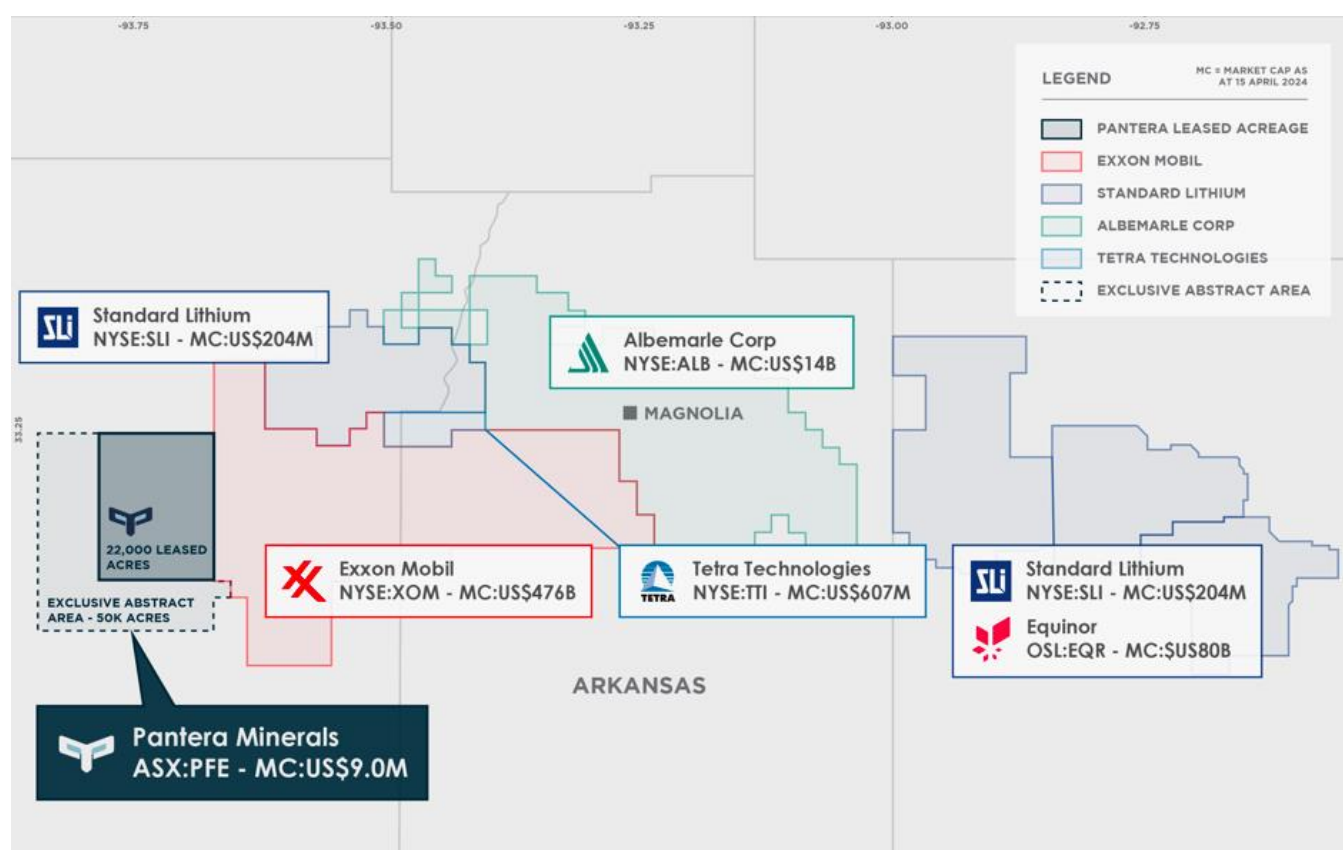 -93.75
-93.50
-93.25
-93.00
-92.75
LEGEND
MC = MARKET CAP AS
AT 15 APRIL 2024
PANTERA LEASED ACREAGE
EXXON MOBIL
STANDARD LITHIUM
ALBEMARLE CORP
TETRA TECHNOLOGIES
EXCLUSIVE ABSTRACT AREA
SLi
Standard Lithium
NYSE:SLI - MC:US$204M
Albemarle Corp
NYSE:ALB - MC:US$14B
MAGNOLIA
33.25
22,000 LEASED
ACRES
EXCLUSIVE ABSTRACT
AREA - 50K ACRES
Exxon Mobil
NYSE:XOM - MC:US$476B
TETRA
Tetra Technologies
NYSE:TTI - MC:US$607M
SLi
Standard Lithium
NYSE:SLI - MC:US$204M
Equinor
OSL:EQR - MC:$US80B
ARKANSAS
Pantera Minerals
ASX:PFE - MC:US$9.0M